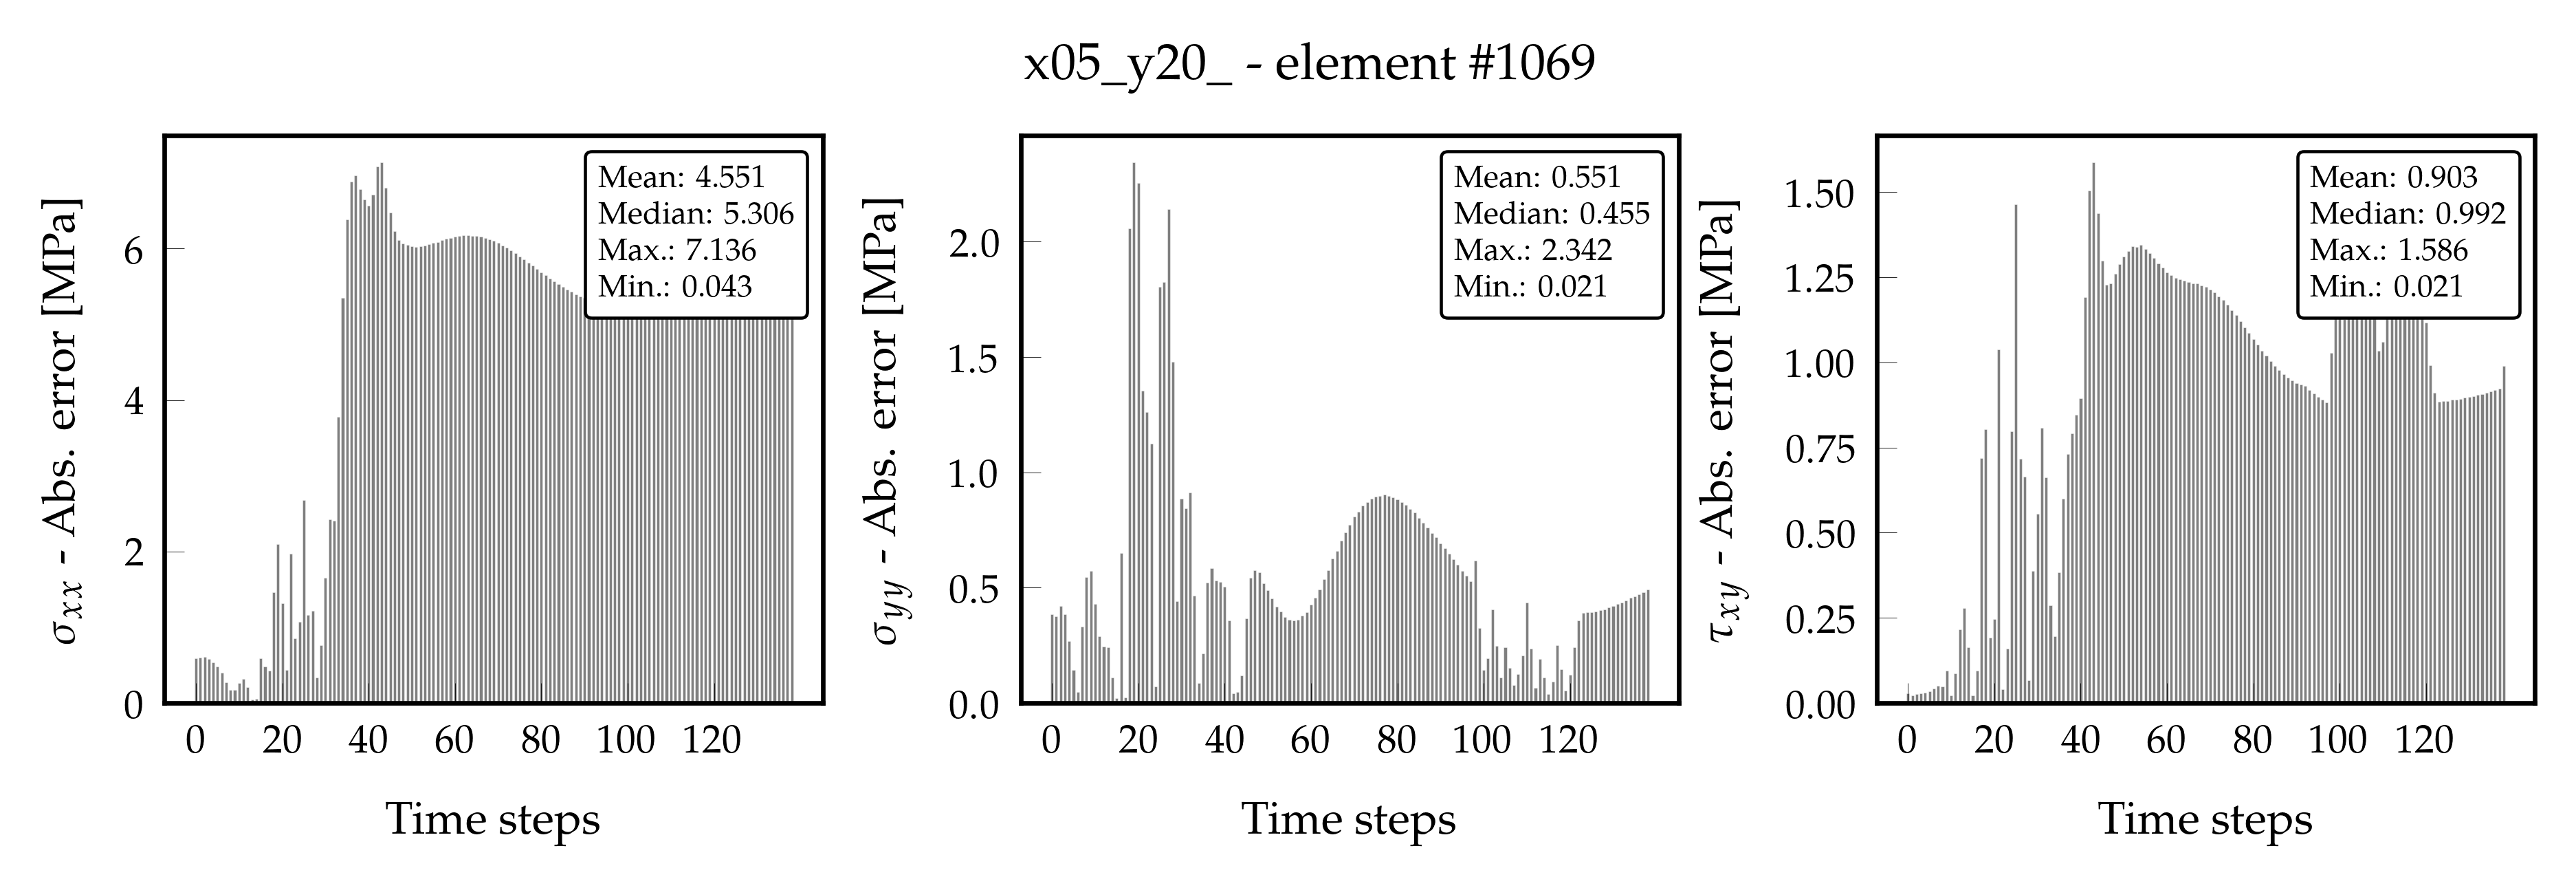 x05_y20_ - element #1069
σxx - Abs. error [MPa]
6
4
2
0
0 20 40 60 80 100 120
Time steps
Mean: 4.551
Median: 5.306
Max.: 7.136
Min.: 0.043
σyy - Abs. error [MPa]
2.0
1.5
1.0
0.5
0.0
0 20 40 60 80 100 120
Time steps
Mean: 0.551
Median: 0.455
Max.: 2.342
Min.: 0.021
τxy - Abs. error [MPa]
1.50
1.25
1.00
0.75
0.50
0.25
0.00
0 20 40 60 80 100 120
Time steps
Mean: 0.903
Median: 0.992
Max.: 1.586
Min.: 0.021